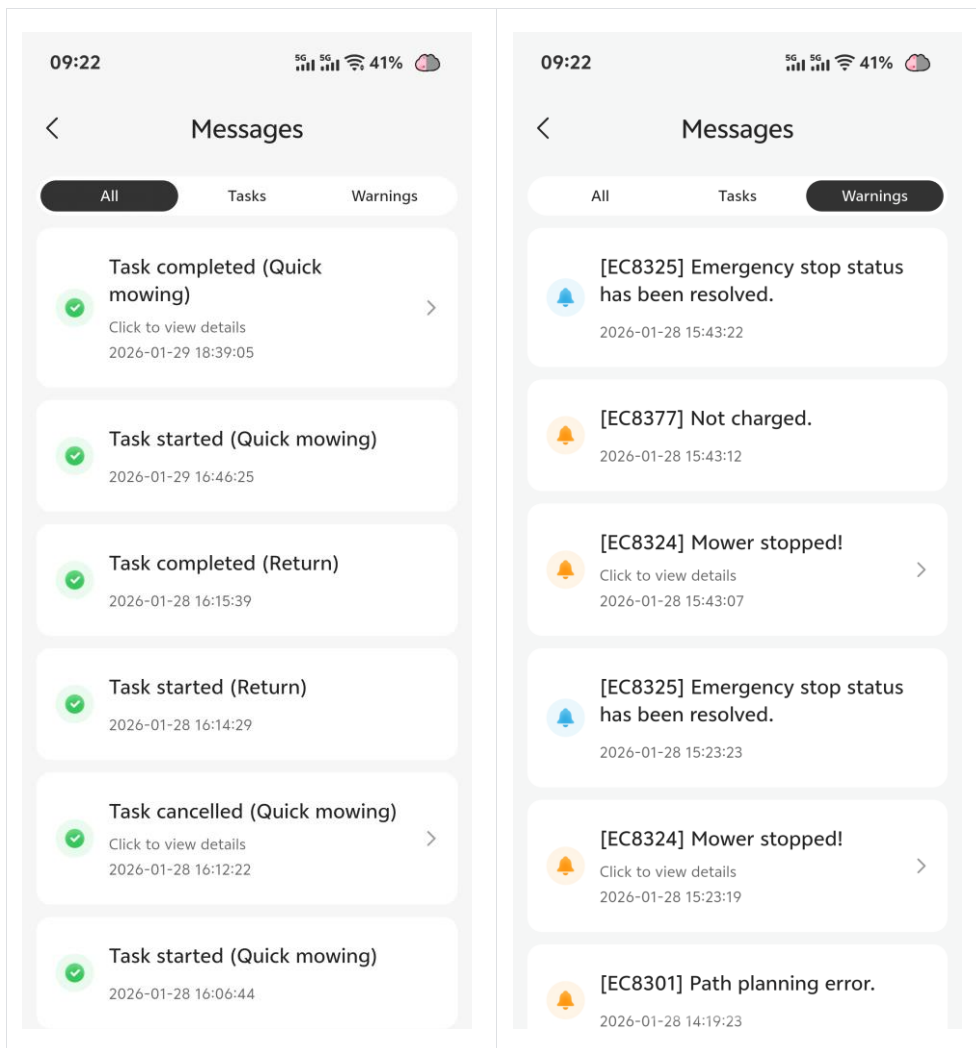 09:22
5G 5G 41%
Messages
All Tasks Warnings
Task completed (Quick
mowing)
Click to view details
2026-01-29 18:39:05
Task started (Quick mowing)
2026-01-29 16:46:25
Task completed (Return)
2026-01-28 16:15:39
Task started (Return)
2026-01-28 16:14:29
Task cancelled (Quick mowing)
Click to view details
2026-01-28 16:12:22
Task started (Quick mowing)
2026-01-28 16:06:44
09:22
5G 5G 41%
Messages
All Tasks Warnings
[EC8325] Emergency stop status
has been resolved.
2026-01-28 15:43:22
[EC8377] Not charged.
2026-01-28 15:43:12
[EC8324] Mower stopped!
Click to view details
2026-01-28 15:43:07
[EC8325] Emergency stop status
has been resolved.
2026-01-28 15:23:23
[EC8324] Mower stopped!
Click to view details
2026-01-28 15:23:19
[EC8301] Path planning error.
2026-01-28 14:19:23